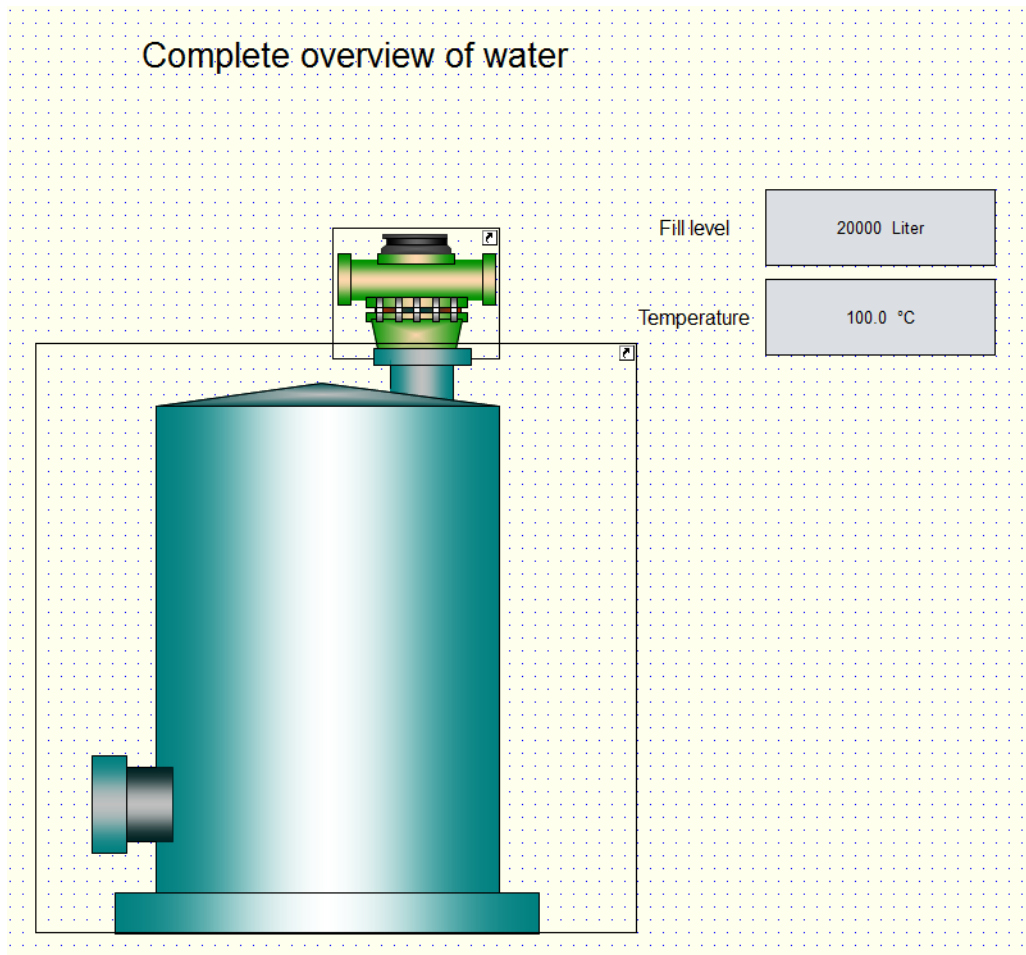 Complete overview of water
Fill level
20000 Liter
Temperature
100.0 °C